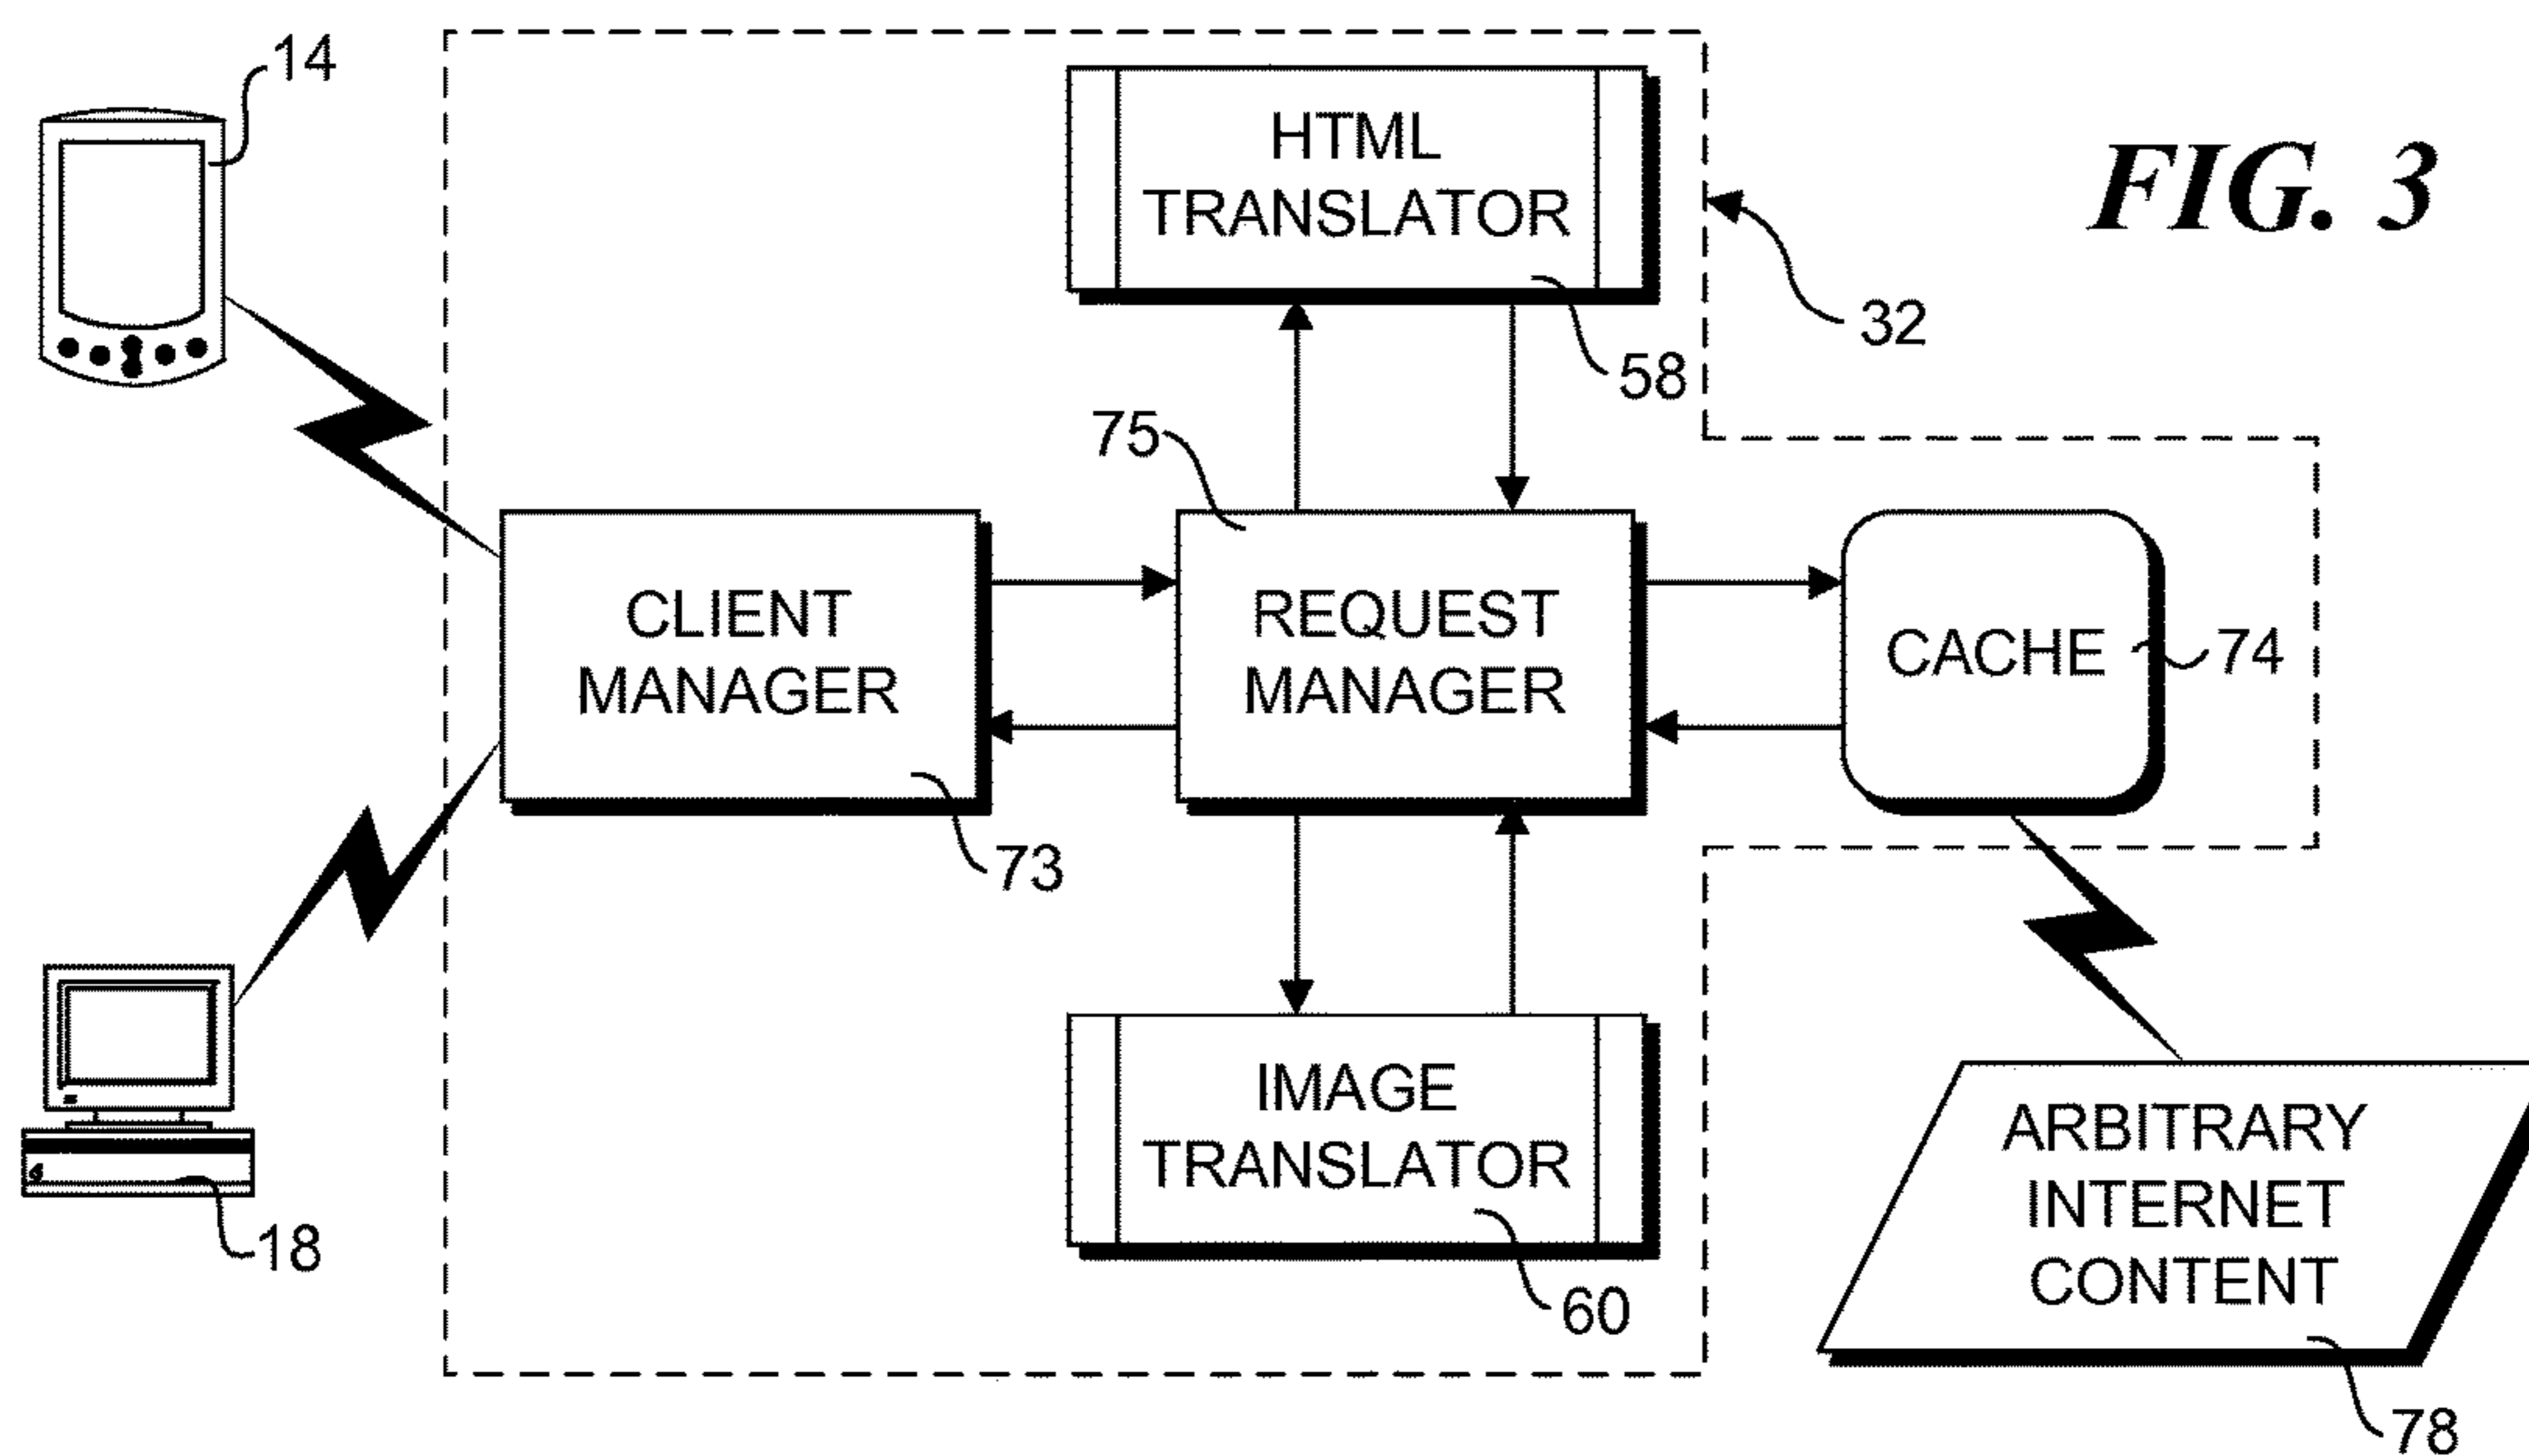 14
HTML
TRANSLATOR
FIG. 3
32
58
75
CLIENT
MANAGER
REQUEST
MANAGER
CACHE
74
73
IMAGE
TRANSLATOR
ARBITRARY
INTERNET
CONTENT
18
60
78